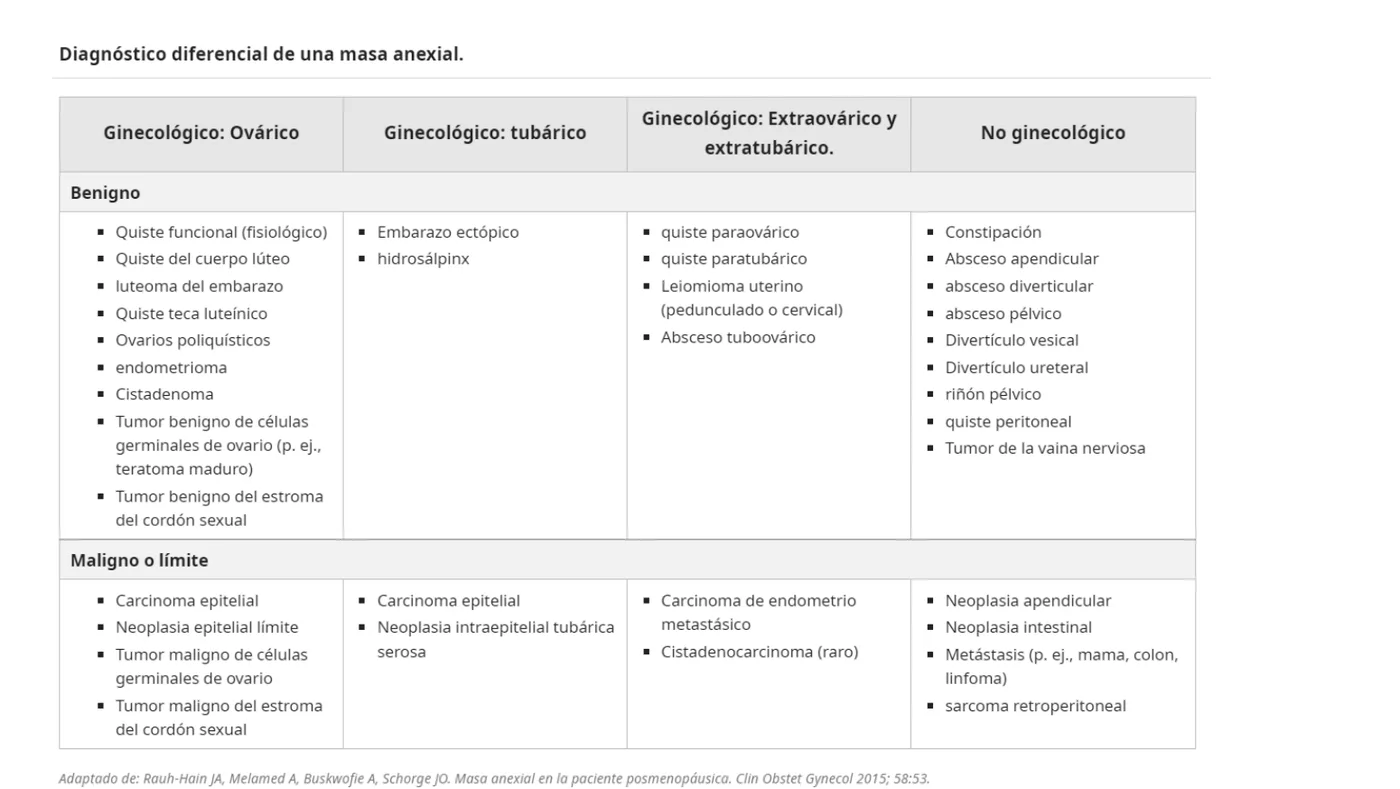 Diagnóstico diferencial de una masa anexial.
Ginecológico: Ovárico
Ginecológico: tubárico
Ginecológico: Extraovárico y
extratubárico.
No ginecológico
Benigno
Quiste funcional (fisiológico)
Quiste del cuerpo lúteo
luteoma del embarazo
Quiste teca luteínico
Ovarios poliquísticos
endometrioma
Cistadenoma
Tumor benigno de células
germinales de ovario (p. ej.,
teratoma maduro)
Tumor benigno del estroma
del cordón sexual
Embarazo ectópico
hidrosálpinx
quiste paraovárico
quiste paratubárico
Leiomioma uterino
(pedunculado o cervical)
Absceso tuboovárico
Constipación
Absceso apendicular
absceso diverticular
absceso pélvico
Divertículo vesical
Divertículo ureteral
riñón pélvico
quiste peritoneal
Tumor de la vaina nerviosa
Maligno o límite
Carcinoma epitelial
Neoplasia epitelial límite
Tumor maligno de células
germinales de ovario
Tumor maligno del estroma
del cordón sexual
Carcinoma epitelial
Neoplasia intraepitelial tubárica
serosa
Carcinoma de endometrio
metastásico
Cistadenocarcinoma (raro)
Neoplasia apendicular
Neoplasia intestinal
Metástasis (p. ej., mama, colon,
linfoma)
sarcoma retroperitoneal
Adaptado de: Rauh-Hain JA, Melamed A, Buskwofie A, Schorge JO. Masa anexial en la paciente posmenopáusica. Clin Obstet Gynecol 2015; 58:53.